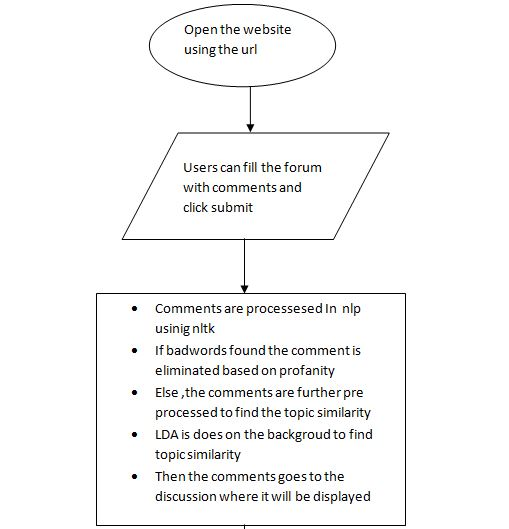 Open the website
using the url
Users can fill the forum
with comments and
click submit
• Comments are processesed In nlp
usinig nltk
• If badwords found the comment is
eliminated based on profanity
• Else ,the comments are further pre
processed to find the topic similarity
• LDA is does on the backgroud to find
topic similarity
• Then the comments goes to the
discussion where it will be displayed